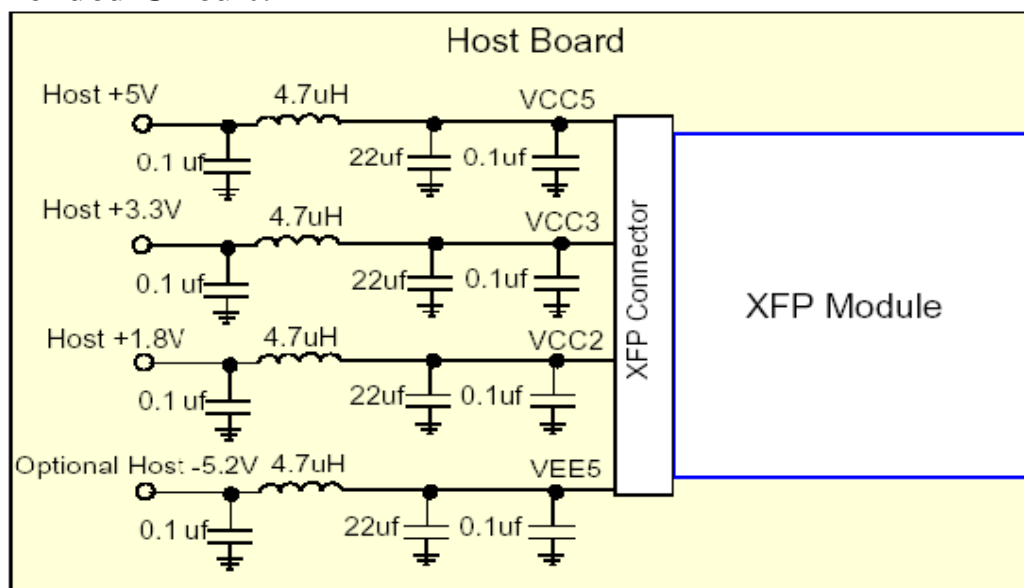 Host Board
Host +5V
4.7uH
VCC5
0.1 uf
22uf
0.1uf
Host +3.3V
4.7uH
VCC3
0.1 uf
22uf
0.1uf
Host +1.8V
4.7uH
VCC2
0.1 uf
22uf
0.1uf
Optional Host -5.2V
4.7uH
VEE5
0.1 uf
22uf
0.1uf
XFP Connector
XFP Module